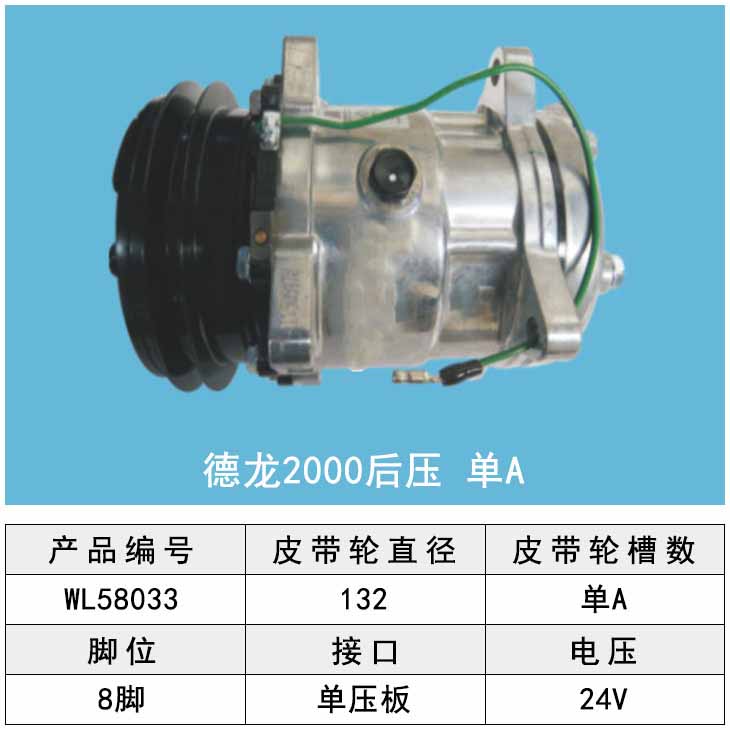 德龙2000后压 单A
产品编号 皮带轮直径 皮带轮槽数
WL58033 132 单A
脚位 接口 电压
8脚 单压板 24V